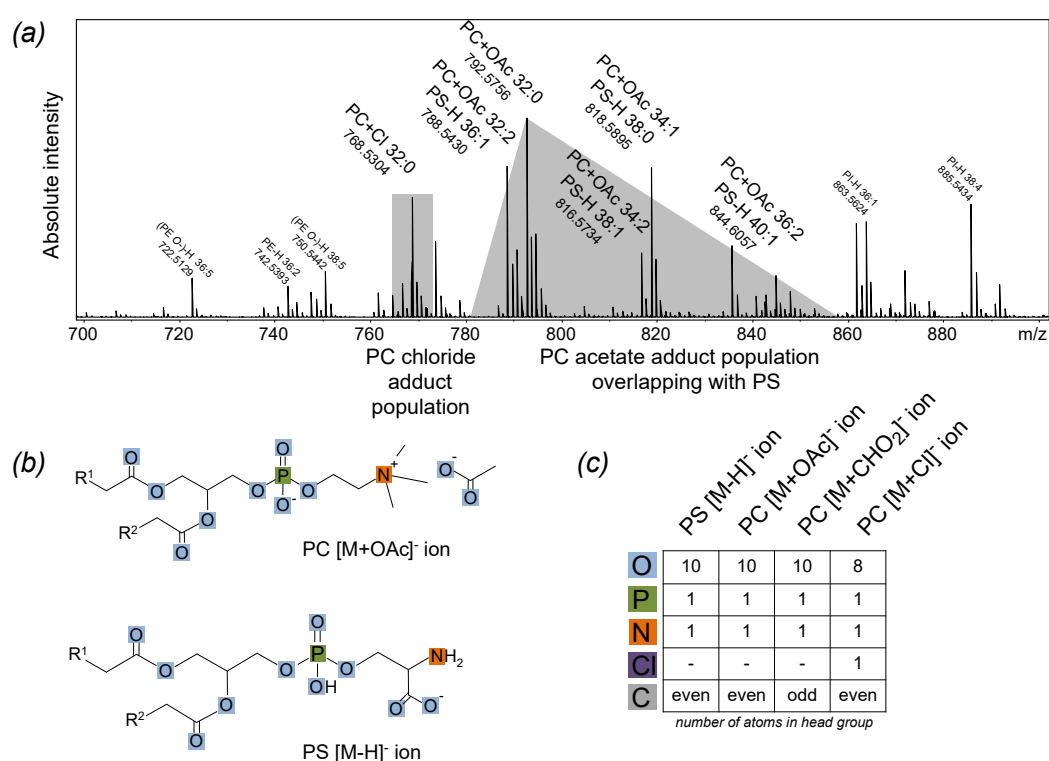 (a)
Absolute intensity
(PE O-)-H 36:5
722.5129
PE-H 36:2
742.5393
(PE O-)-H 38:5
750.5442
PC+Cl 32:0
768.5304
PC+OAc 32:2
PS-H 36:1
788.5430
PC+OAc 32:0
792.5756
PC+OAc 34:2
PS-H 38:1
816.5734
PC+OAc 34:1
PS-H 38:0
818.5895
PC+OAc 36:2
PS-H 40:1
844.6057
PI-H 36:1
863.5624
PI-H 38:4
885.5434
700 720 740 760 780 800 820 840 860 880 m/z
PC chloride
adduct
population
PC acetate adduct population
overlapping with PS
(b)
R¹
O
O
O
O
R²
O
O
P
O⁻
O
N
+
O⁻
O
PC [M+OAc]⁻ ion
R¹
O
O
O
O
R²
O
O
P
OH
O
NH₂
O
O⁻
PS [M-H]⁻ ion
(c)
PS [M-H]⁻ ion
PC [M+OAc]⁻ ion
PC [M+CHO₂]⁻ ion
PC [M+Cl]⁻ ion
O 10 10 10 8
P 1 1 1 1
N 1 1 1 1
Cl - - - 1
C even even odd even
number of atoms in head group